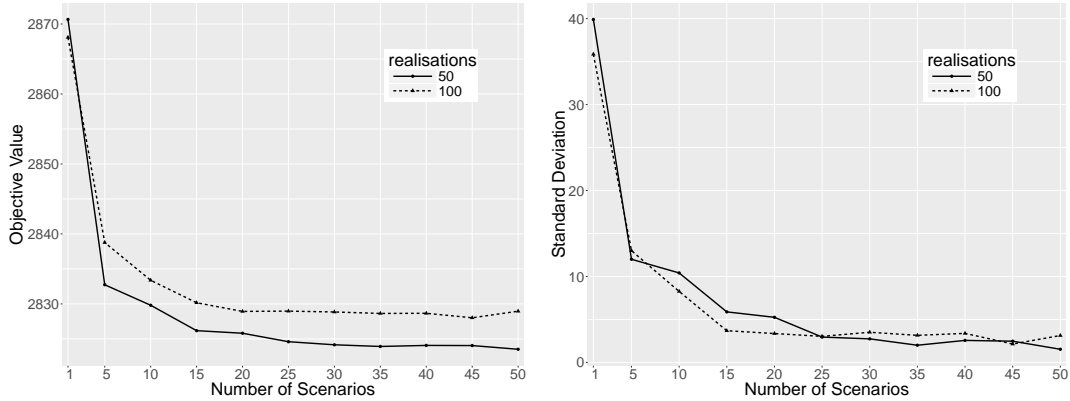 2870
2860
2850
2840
2830
Objective Value
realisations
50
100
1 5 10 15 20 25 30 35 40 45 50
Number of Scenarios
40
30
20
10
0
Standard Deviation
realisations
50
100
1 5 10 15 20 25 30 35 40 45 50
Number of Scenarios